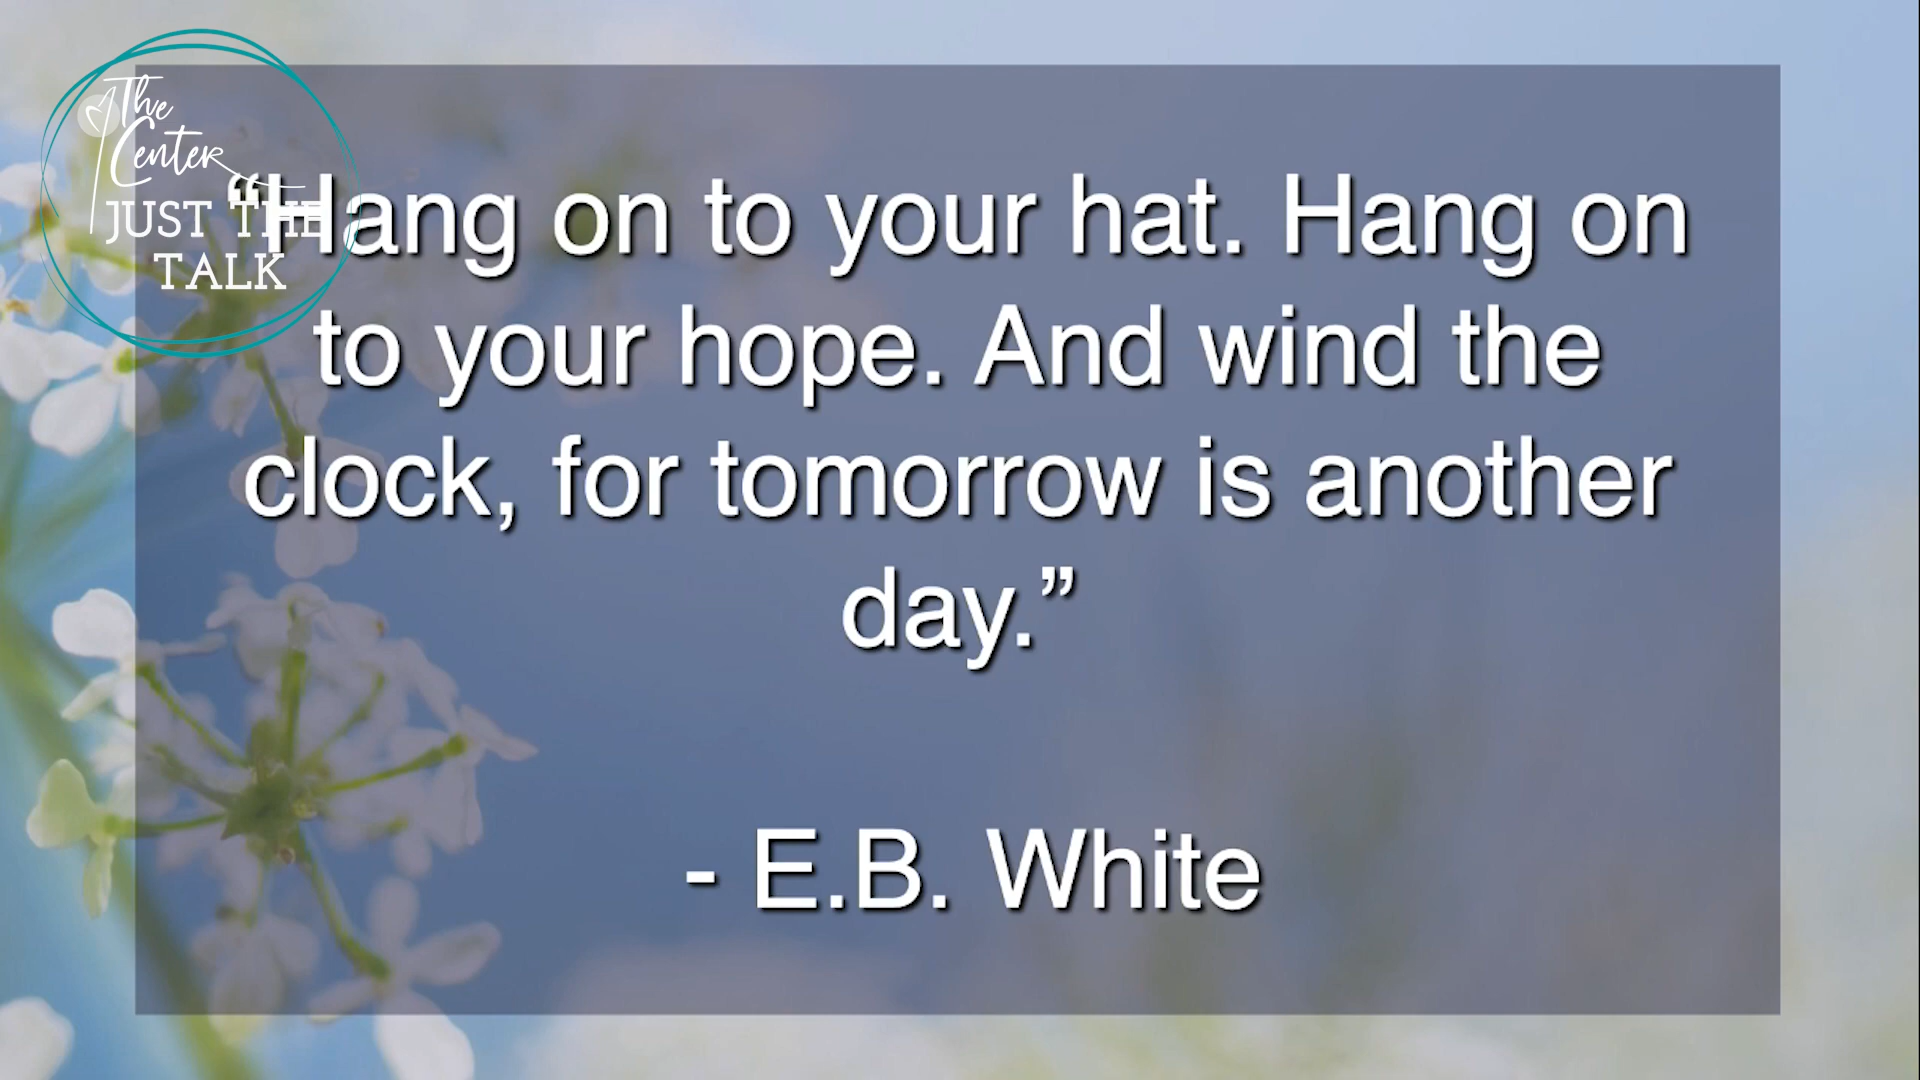 The
Center
JUST THE
TALK
“Hang on to your hat. Hang on
to your hope. And wind the
clock, for tomorrow is another
day.”
- E.B. White